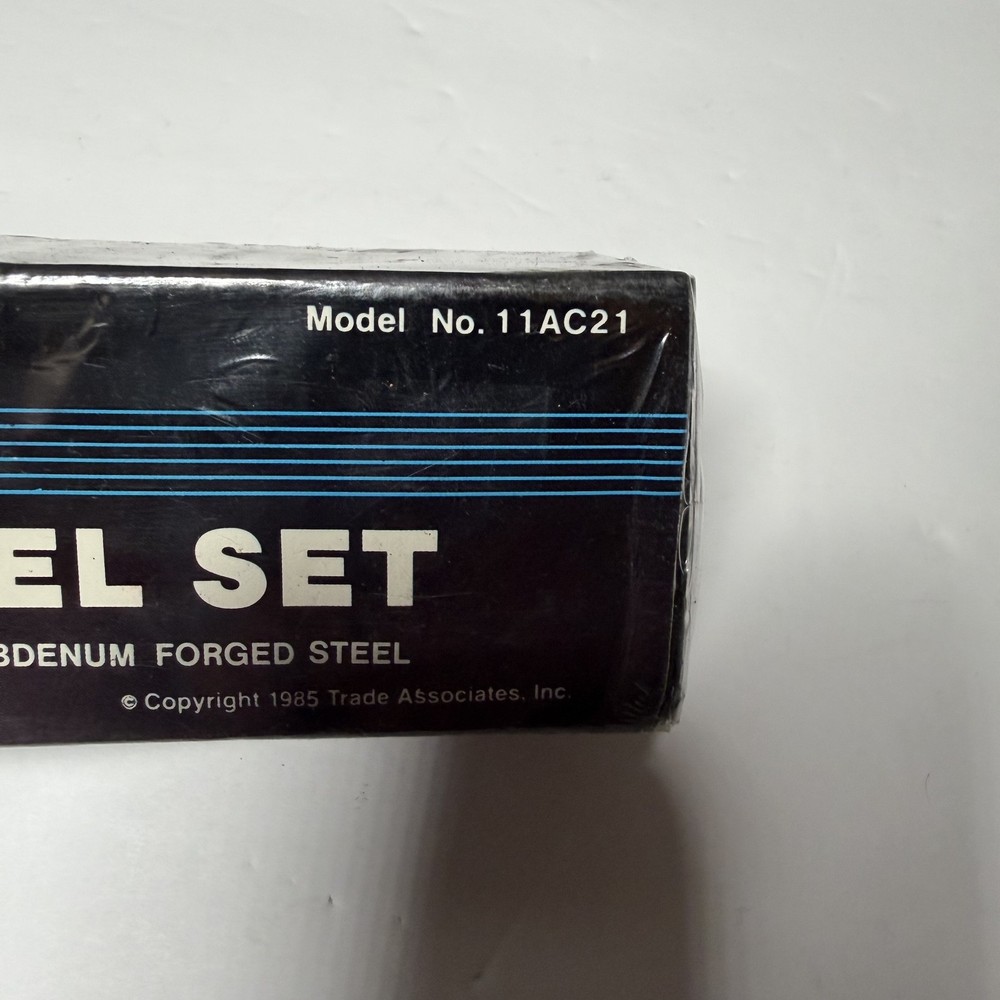 Model No. 11AC21
EL SET
BDENUM FORGED STEEL
© Copyright 1985 Trade Associates, Inc.